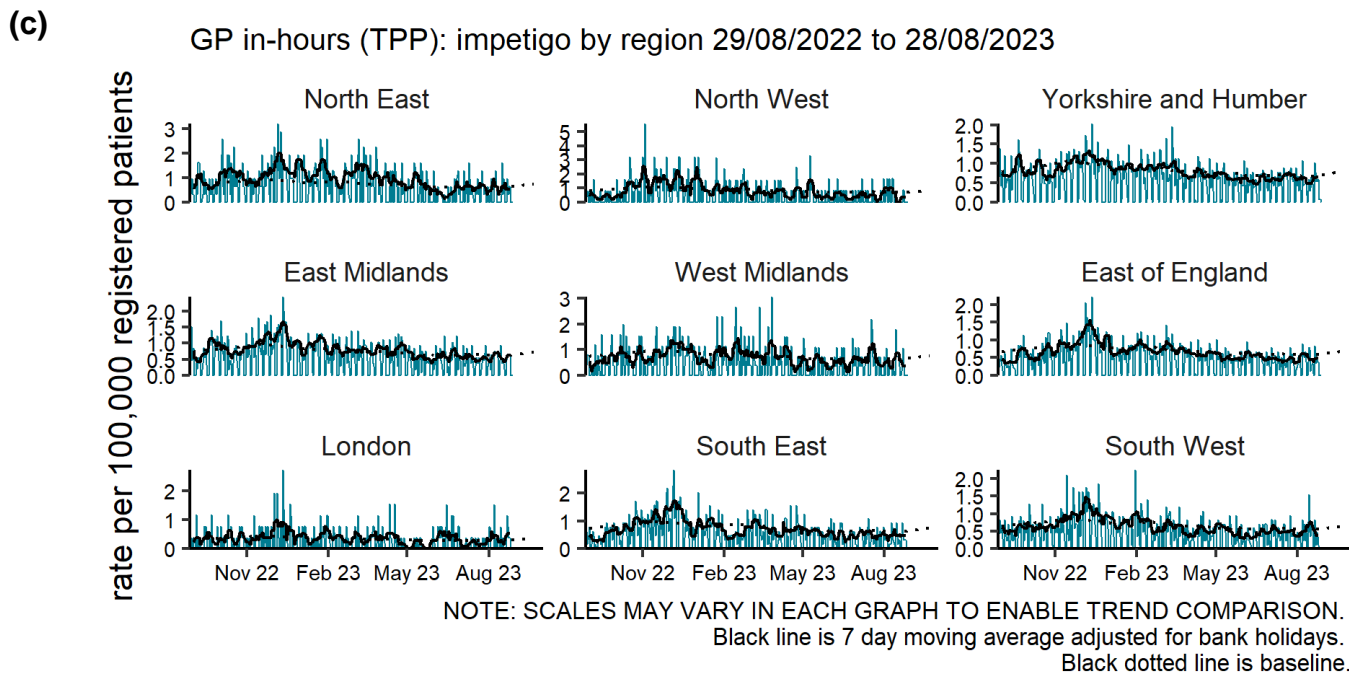 (c)
GP in-hours (TPP): impetigo by region 29/08/2022 to 28/08/2023
rate per 100,000 registered patients
North East
3
2
1
0
North West
5
4
3
2
1
0
Yorkshire and Humber
2.0
1.5
1.0
0.5
0.0
East Midlands
2.0
1.5
1.0
0.5
0.0
West Midlands
3
2
1
0
East of England
2.0
1.5
1.0
0.5
0.0
London
2
1
0
South East
2
1
0
South West
2.0
1.5
1.0
0.5
0.0
Nov 22 Feb 23 May 23 Aug 23
Nov 22 Feb 23 May 23 Aug 23
Nov 22 Feb 23 May 23 Aug 23
NOTE: SCALES MAY VARY IN EACH GRAPH TO ENABLE TREND COMPARISON.
Black line is 7 day moving average adjusted for bank holidays.
Black dotted line is baseline.